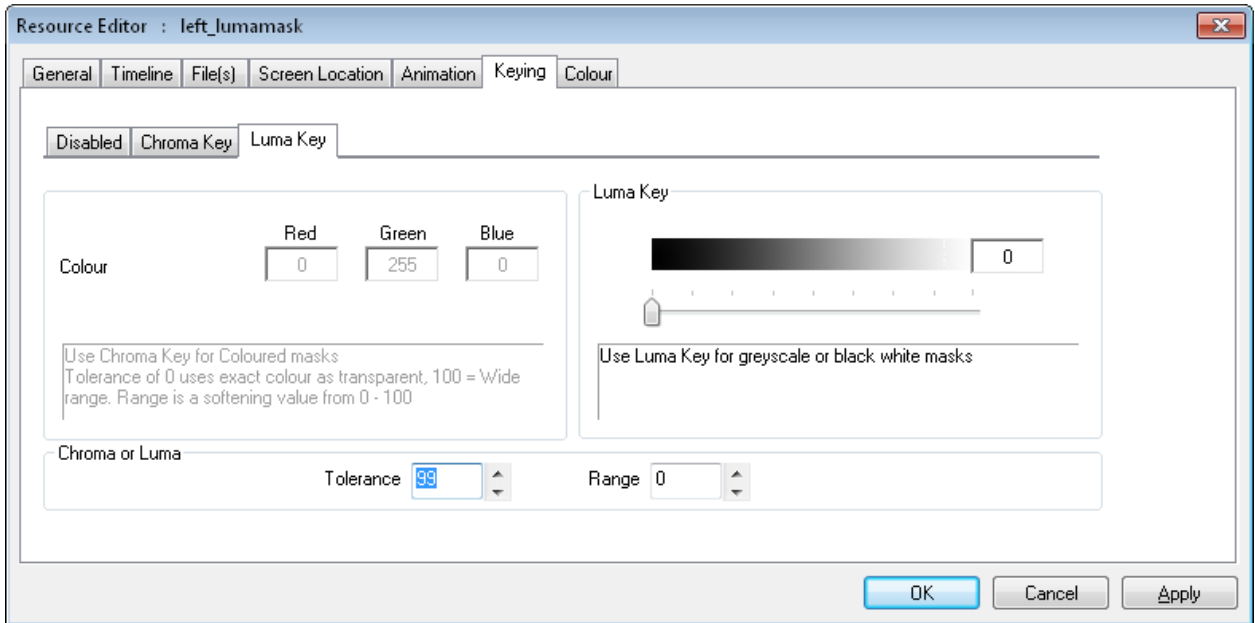 Resource Editor : left_lumamask
General Timeline File(s) Screen Location Animation Keying Colour
Disabled Chroma Key Luma Key
Luma Key
Red Green Blue
Colour 0 255 0
0
Use Chroma Key for Coloured masks
Tolerance of 0 uses exact colour as transparent, 100 = Wide
range. Range is a softening value from 0 - 100
Use Luma Key for greyscale or black white masks
Chroma or Luma
Tolerance 99 Range 0
OK Cancel Apply